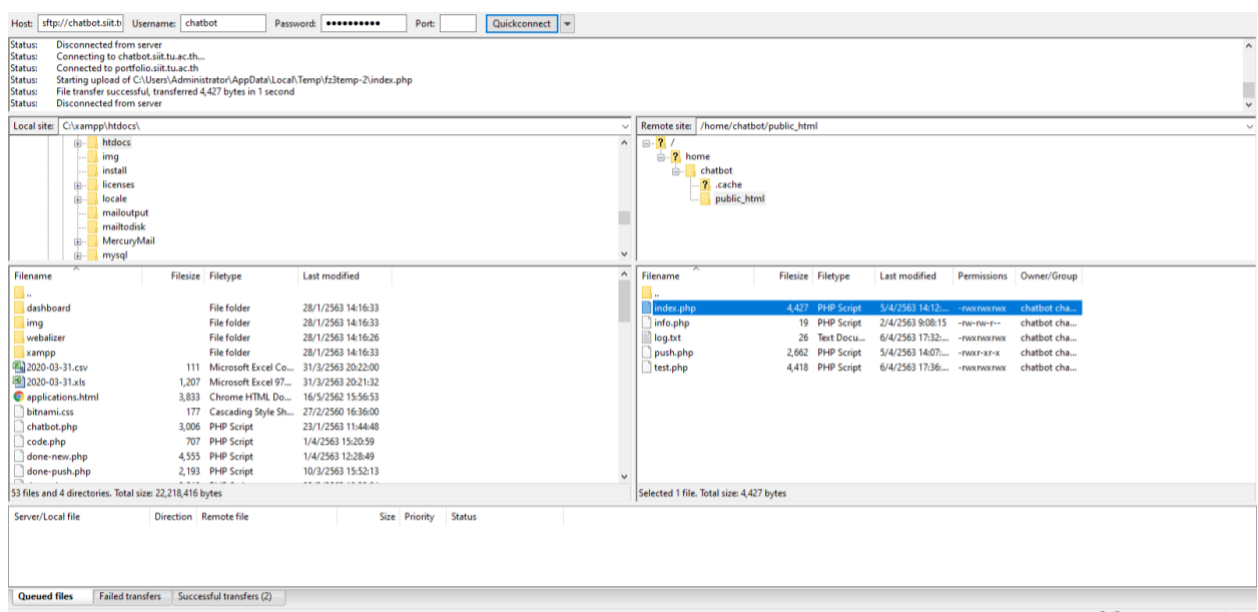 Host: sftp://chatbot.siit.t Username: chatbot Password: ●●●●●●●●●● Port: Quickconnect
Status: Disconnected from server
Status: Connecting to chatbot.siit.tu.ac.th...
Status: Connected to portfolio.siit.tu.ac.th
Status: Starting upload of C:\Users\Administrator\AppData\Local\Temp\fz3temp-2\index.php
Status: File transfer successful, transferred 4,427 bytes in 1 second
Status: Disconnected from server
Local site: C:\xampp\htdocs\
htdocs
img
install
licenses
locale
mailoutput
mailtodisk
MercuryMail
mysql
Remote site: /home/chatbot/public_html
? /
? home
chatbot
? .cache
public_html
Filename Filesize Filetype Last modified
..
dashboard File folder 28/1/2563 14:16:33
img File folder 28/1/2563 14:16:33
webalizer File folder 28/1/2563 14:16:26
xampp File folder 28/1/2563 14:16:33
2020-03-31.csv 111 Microsoft Excel Co... 31/3/2563 20:22:00
2020-03-31.xls 1,207 Microsoft Excel 97... 31/3/2563 20:21:32
applications.html 3,833 Chrome HTML Do... 16/5/2562 15:56:53
bitnami.css 177 Cascading Style Sh... 27/2/2560 16:36:00
chatbot.php 3,006 PHP Script 23/1/2563 11:44:48
code.php 707 PHP Script 1/4/2563 15:20:59
done-new.php 4,555 PHP Script 1/4/2563 12:28:49
done-push.php 2,193 PHP Script 10/3/2563 15:52:13
53 files and 4 directories. Total size: 22,218,416 bytes
Filename Filesize Filetype Last modified Permissions Owner/Group
..
index.php 4,427 PHP Script 5/4/2563 14:12:... -rwxrwxrwx chatbot cha...
info.php 19 PHP Script 2/4/2563 9:08:15 -rw-rw-r-- chatbot cha...
log.txt 26 Text Docu... 6/4/2563 17:32:... -rwxrwxrwx chatbot cha...
push.php 2,662 PHP Script 5/4/2563 14:07:... -rwxr-xr-x chatbot cha...
test.php 4,418 PHP Script 6/4/2563 17:36:... -rwxrwxrwx chatbot cha...
Selected 1 file. Total size: 4,427 bytes
Server/Local file Direction Remote file Size Priority Status
Queued files Failed transfers Successful transfers (2)